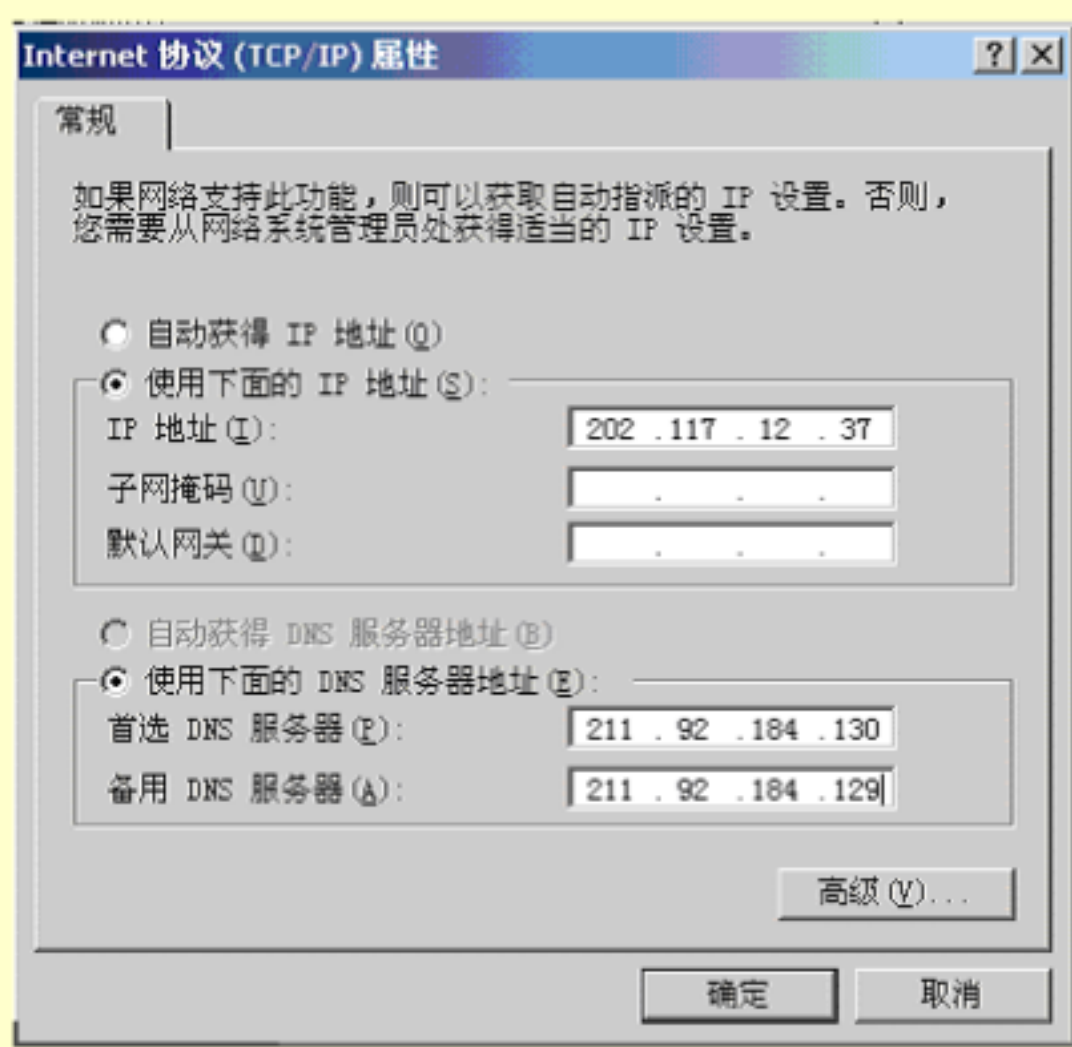 Internet 协议 (TCP/IP) 属性
常规
如果网络支持此功能，则可以获取自动指派的 IP 设置。否则，
您需要从网络系统管理员处获得适当的 IP 设置。
自动获得 IP 地址(O)
使用下面的 IP 地址(S):
IP 地址(I): 202 . 117 . 12 . 37
子网掩码(U): . . .
默认网关(D): . . .
自动获得 DNS 服务器地址(B)
使用下面的 DNS 服务器地址(E):
首选 DNS 服务器(P): 211 . 92 . 184 . 130
备用 DNS 服务器(A): 211 . 92 . 184 . 129
高级(V)...
确定 取消